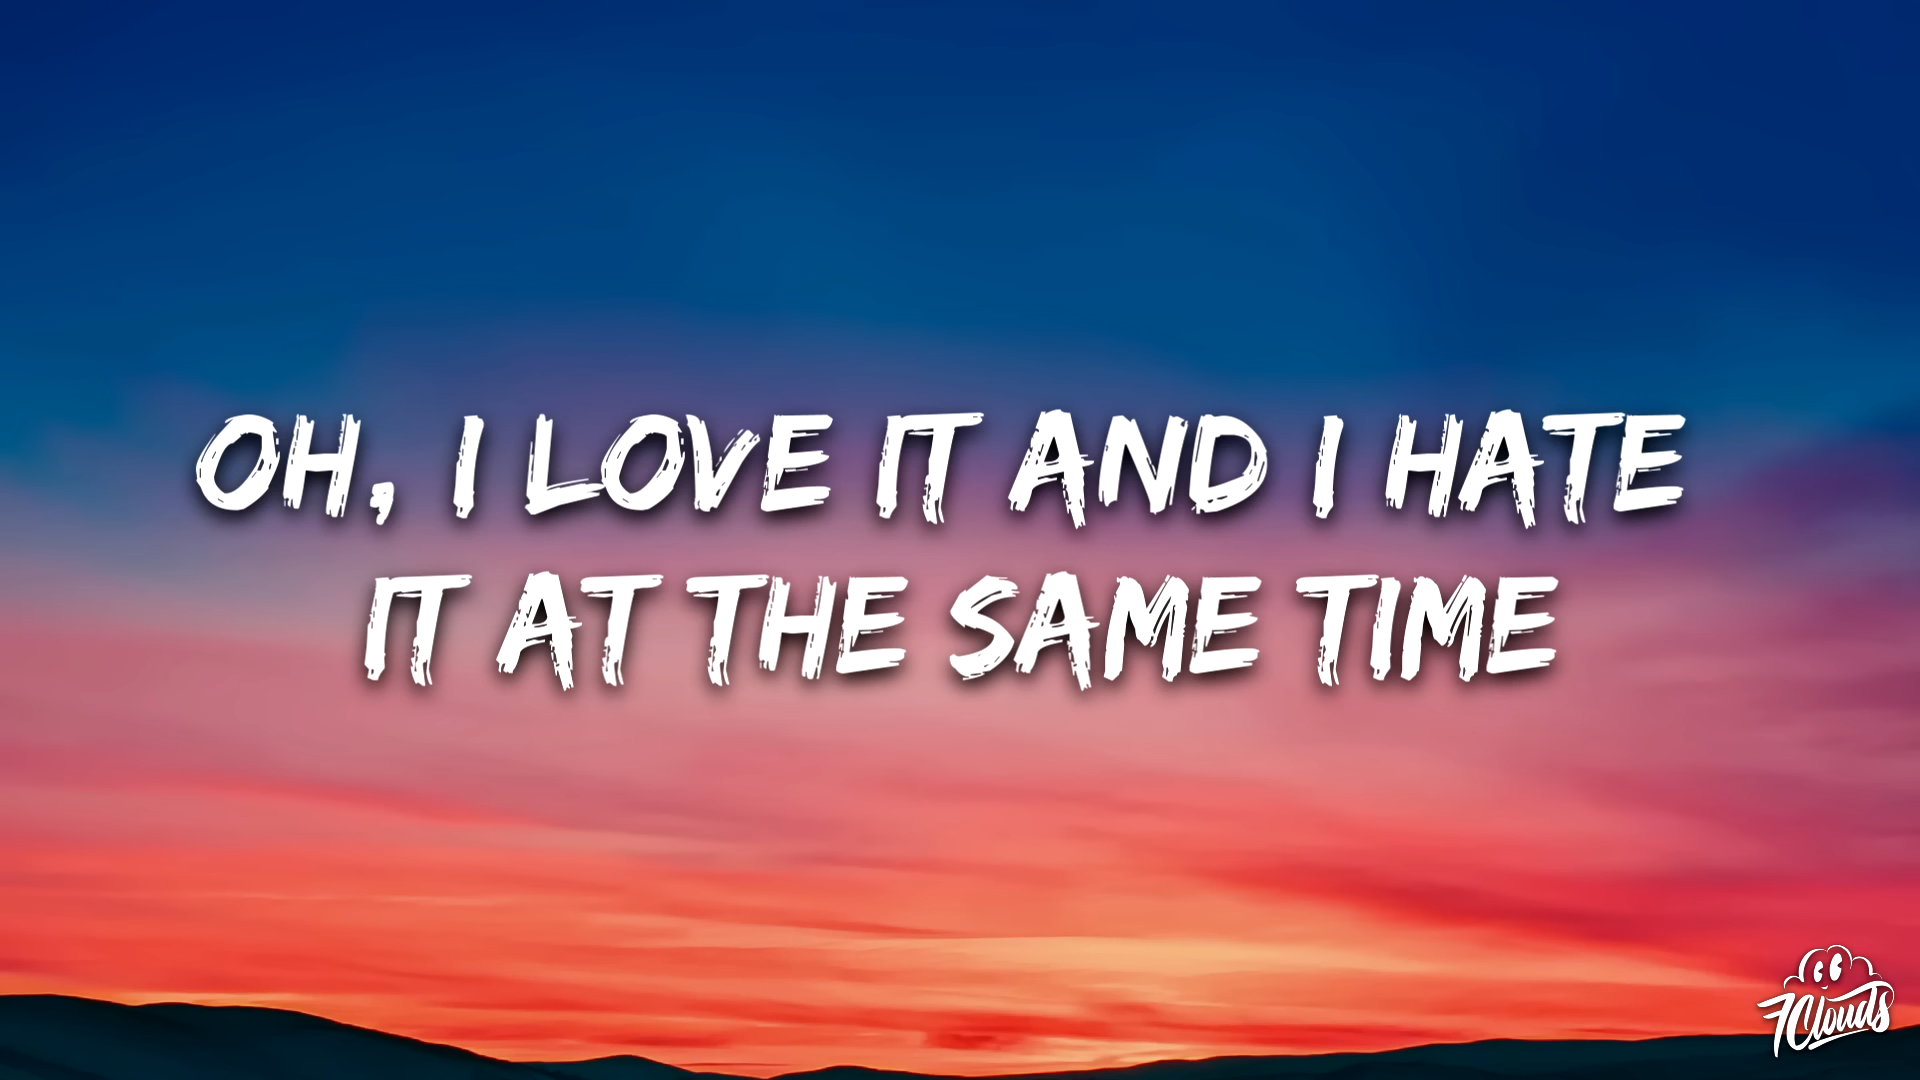 OH, I LOVE IT AND I HATE
IT AT THE SAME TIME
7Clouds